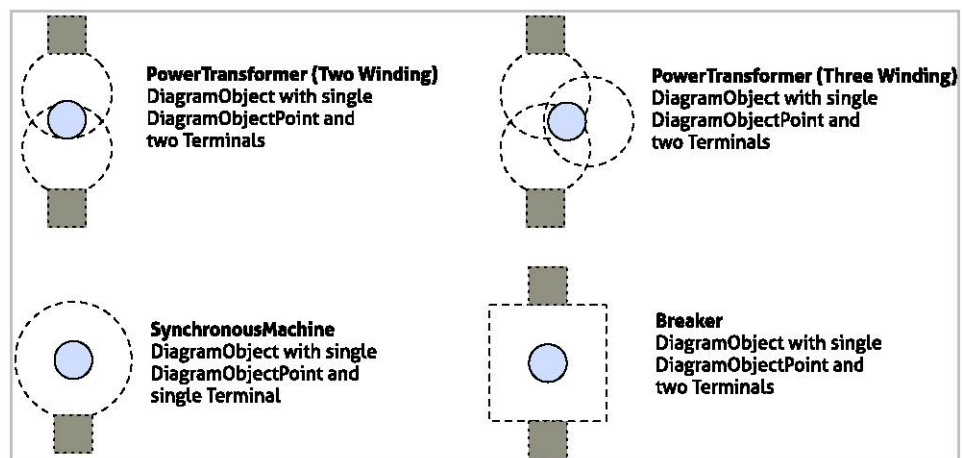 PowerTransformer (Two Winding)
DiagramObject with single
DiagramObjectPoint and
two Terminals
PowerTransformer (Three Winding)
DiagramObject with single
DiagramObjectPoint and
two Terminals
SynchronousMachine
DiagramObject with single
DiagramObjectPoint and
single Terminal
Breaker
DiagramObject with single
DiagramObjectPoint and
two Terminals